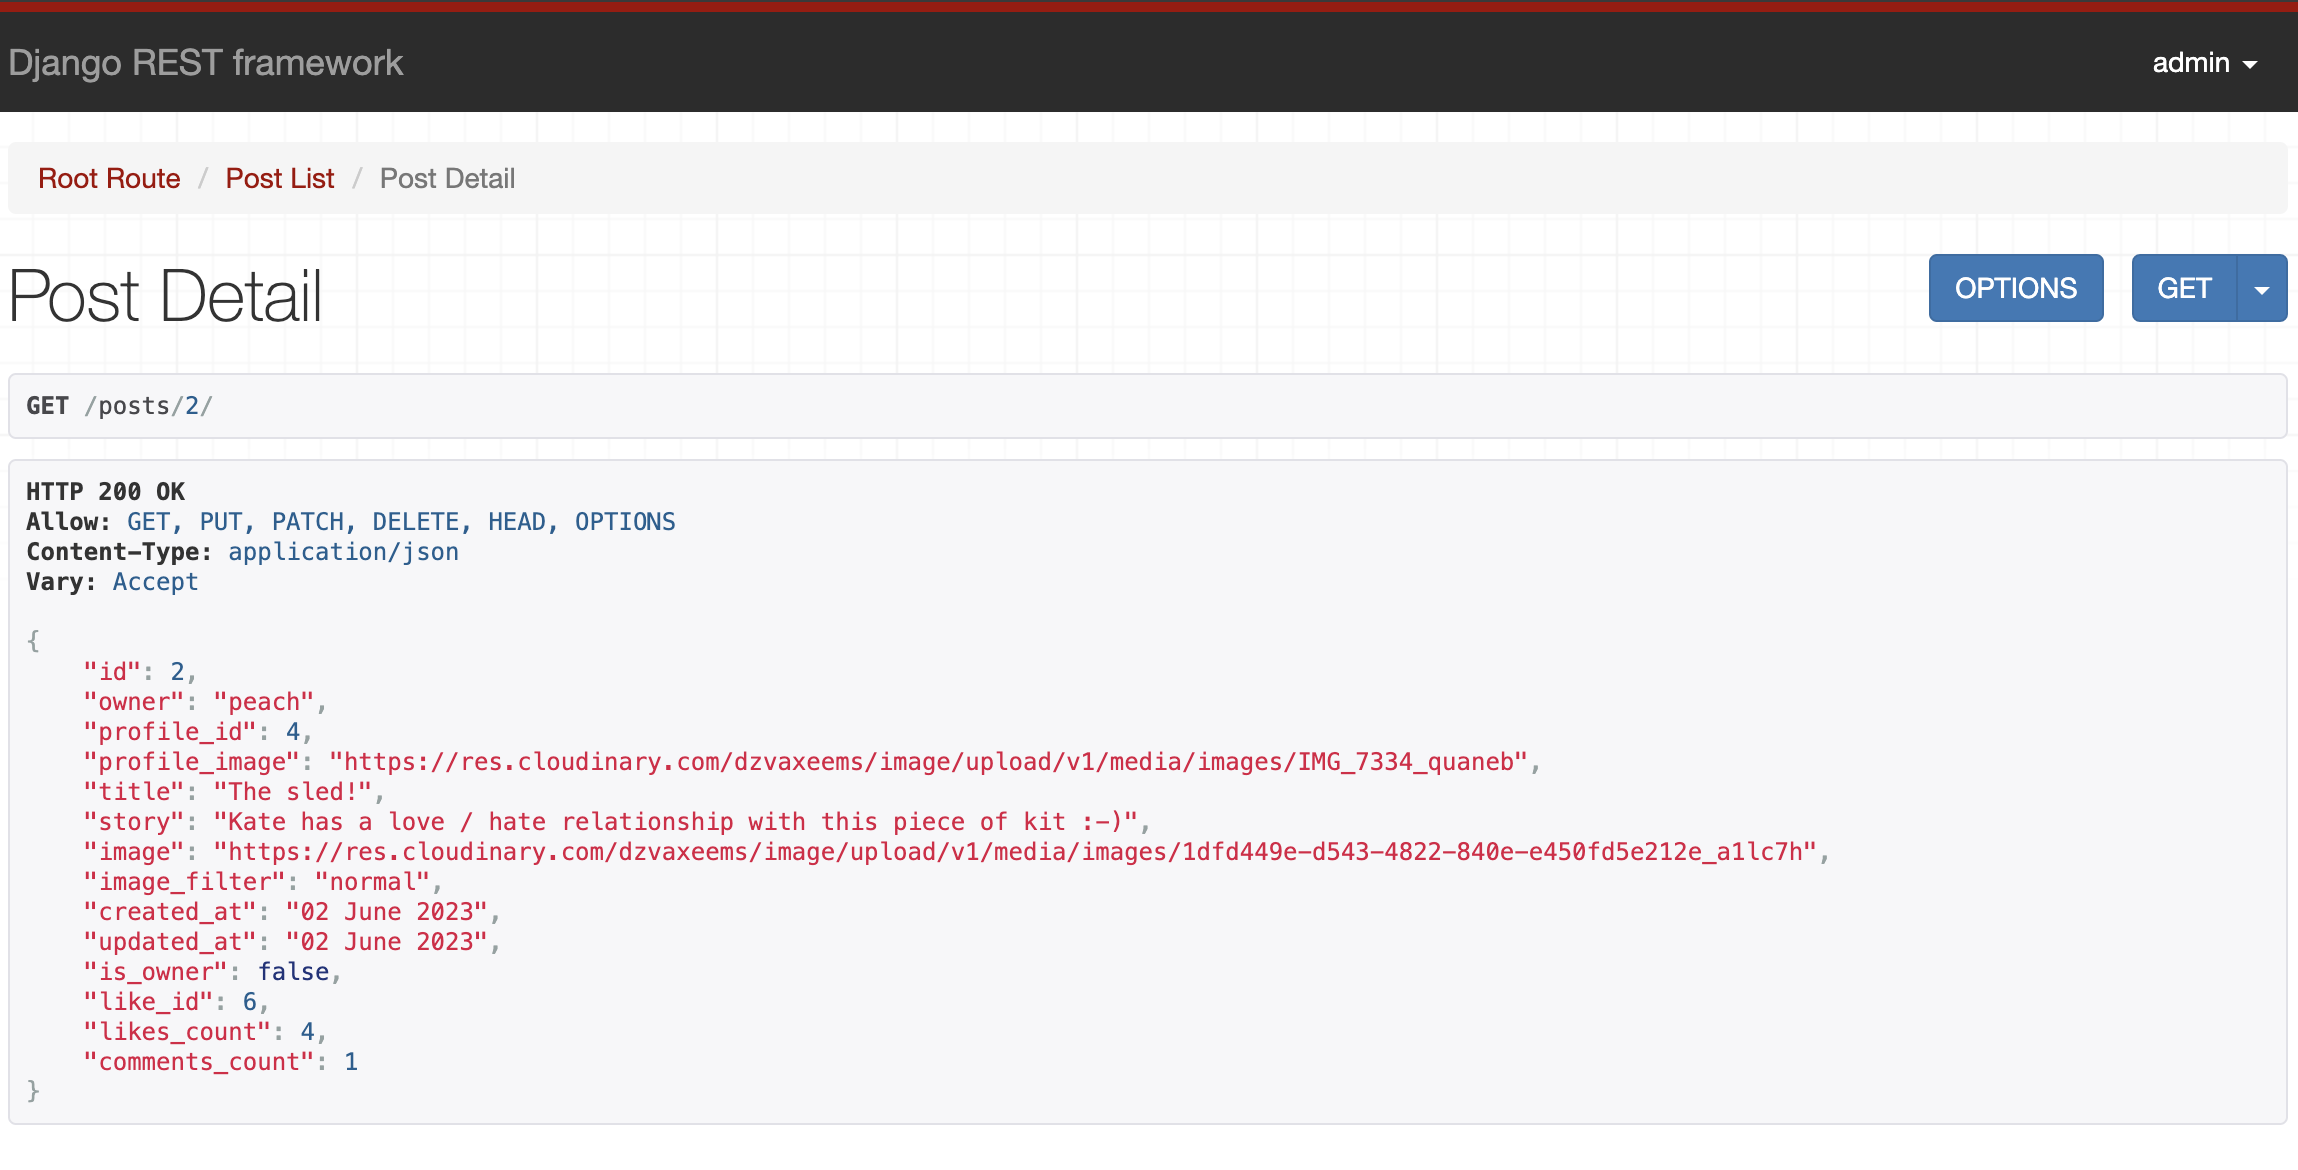 Django REST framework
admin
Root Route / Post List / Post Detail
Post Detail
OPTIONS
GET
GET /posts/2/
HTTP 200 OK
Allow: GET, PUT, PATCH, DELETE, HEAD, OPTIONS
Content-Type: application/json
Vary: Accept
{
    "id": 2,
    "owner": "peach",
    "profile_id": 4,
    "profile_image": "https://res.cloudinary.com/dzvaxeems/image/upload/v1/media/images/IMG_7334_quaneb",
    "title": "The sled!",
    "story": "Kate has a love / hate relationship with this piece of kit :-)",
    "image": "https://res.cloudinary.com/dzvaxeems/image/upload/v1/media/images/1dfd449e-d543-4822-840e-e450fd5e212e_a1lc7h",
    "image_filter": "normal",
    "created_at": "02 June 2023",
    "updated_at": "02 June 2023",
    "is_owner": false,
    "like_id": 6,
    "likes_count": 4,
    "comments_count": 1
}